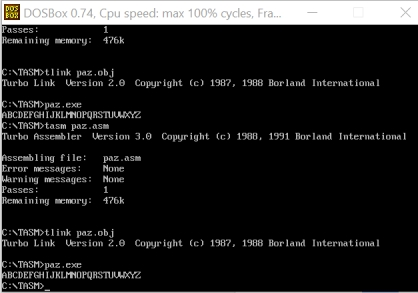 DOS
BOX
DOSBox 0.74, Cpu speed: max 100% cycles, Fra...
Passes: 1
Remaining memory: 476k
C:\TASM>tlink paz.obj
Turbo Link Version 2.0 Copyright (c) 1987, 1988 Borland International
C:\TASM>paz.exe
ABCDEFGHIJKLMNOPQRSTUVWXYZ
C:\TASM>tasm paz.asm
Turbo Assembler Version 3.0 Copyright (c) 1988, 1991 Borland International
Assembling file: paz.asm
Error messages: None
Warning messages: None
Passes: 1
Remaining memory: 476k
C:\TASM>tlink paz.obj
Turbo Link Version 2.0 Copyright (c) 1987, 1988 Borland International
C:\TASM>paz.exe
ABCDEFGHIJKLMNOPQRSTUVWXYZ
C:\TASM>_